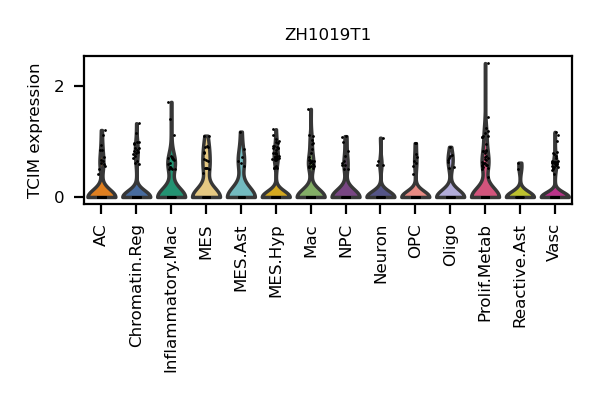 ZH1019T1
TCIM expression
2
0
AC
Chromatin.Reg
Inflammatory.Mac
MES
MES.Ast
MES.Hyp
Mac
NPC
Neuron
OPC
Oligo
Prolif.Metab
Reactive.Ast
Vasc